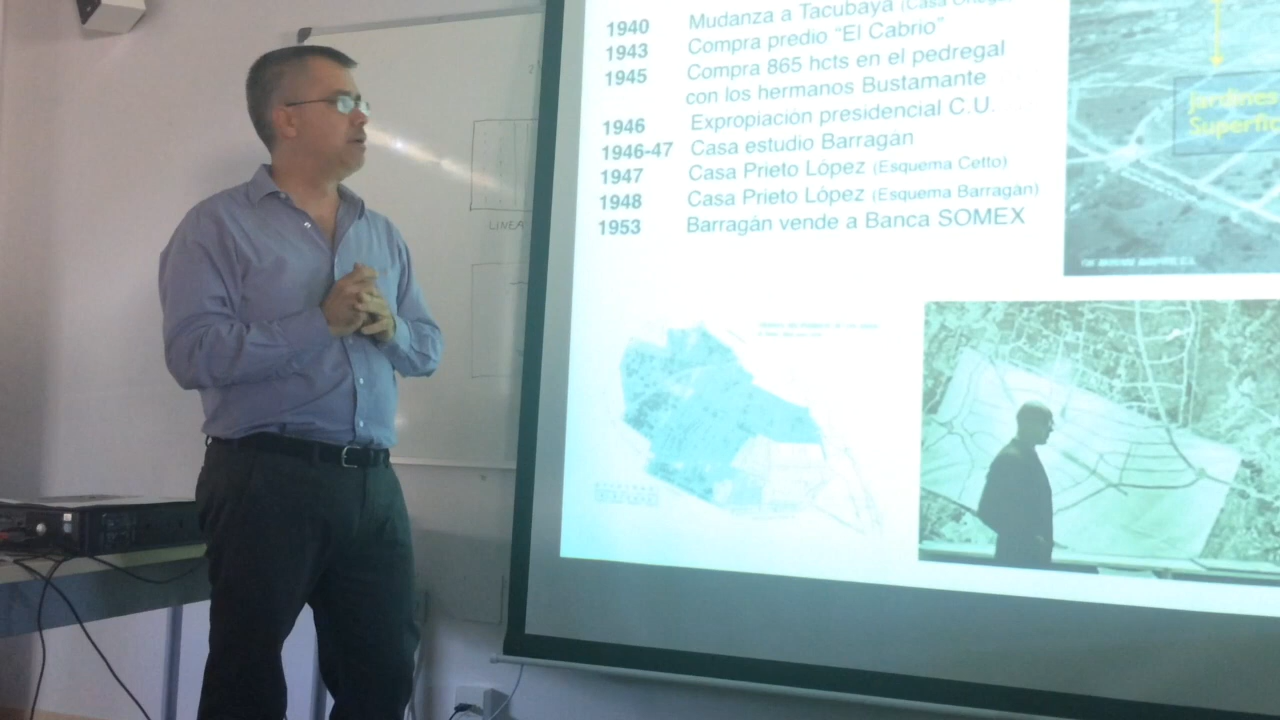 1940 Mudanza a Tacubaya (Casa Ortega)
1943 Compra predio "El Cabrio"
1945 Compra 865 hcts en el pedregal
con los hermanos Bustamante
1946 Expropiación presidencial C.U.
1946-47 Casa estudio Barragán
1947 Casa Prieto López (Esquema Cetto)
1948 Casa Prieto López (Esquema Barragán)
1953 Barragán vende a Banca SOMEX
Jardines
LINEA